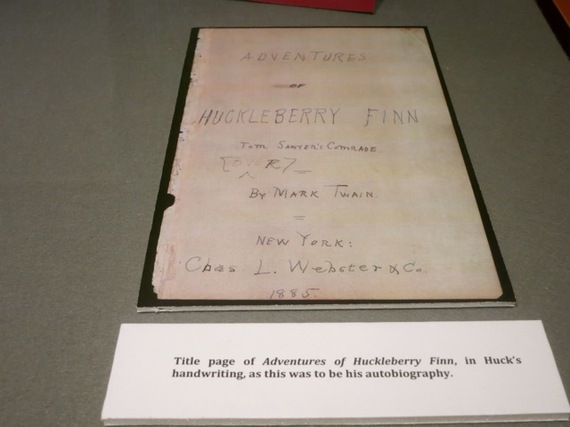 ADVENTURES
OF
HUCKLEBERRY FINN
TOM SAWYER'S COMRADE
[OVER]
BY MARK TWAIN.
NEW YORK:
Chas L. Webster & Co.
1885.
Title page of Adventures of Huckleberry Finn, in Huck's
handwriting, as this was to be his autobiography.